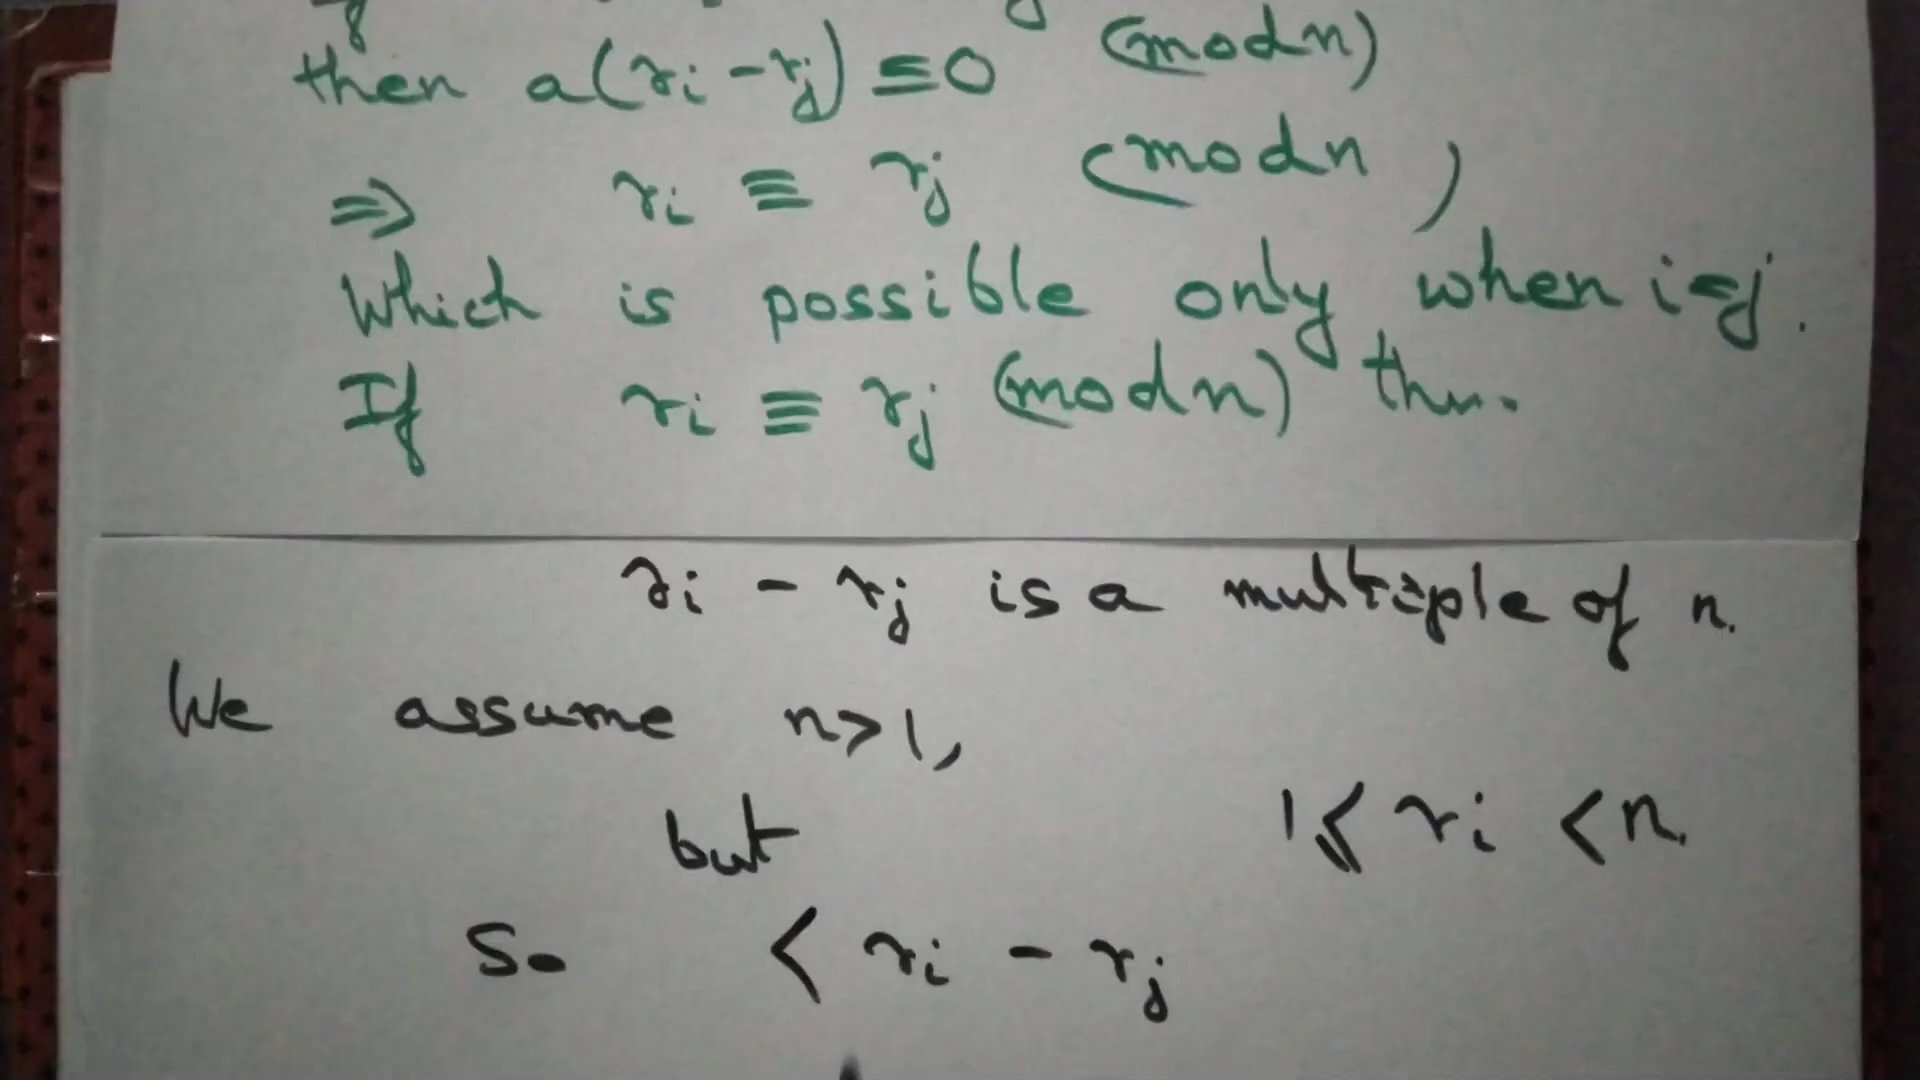 then a(ri - rj) ≡ 0 (mod n)
⇒ ri ≡ rj (mod n)
Which is possible only when i=j.
If ri ≡ rj (mod n) then
ri - rj is a multiple of n.
We assume n>1,
but 1 ≤ ri < n.
So < ri - rj